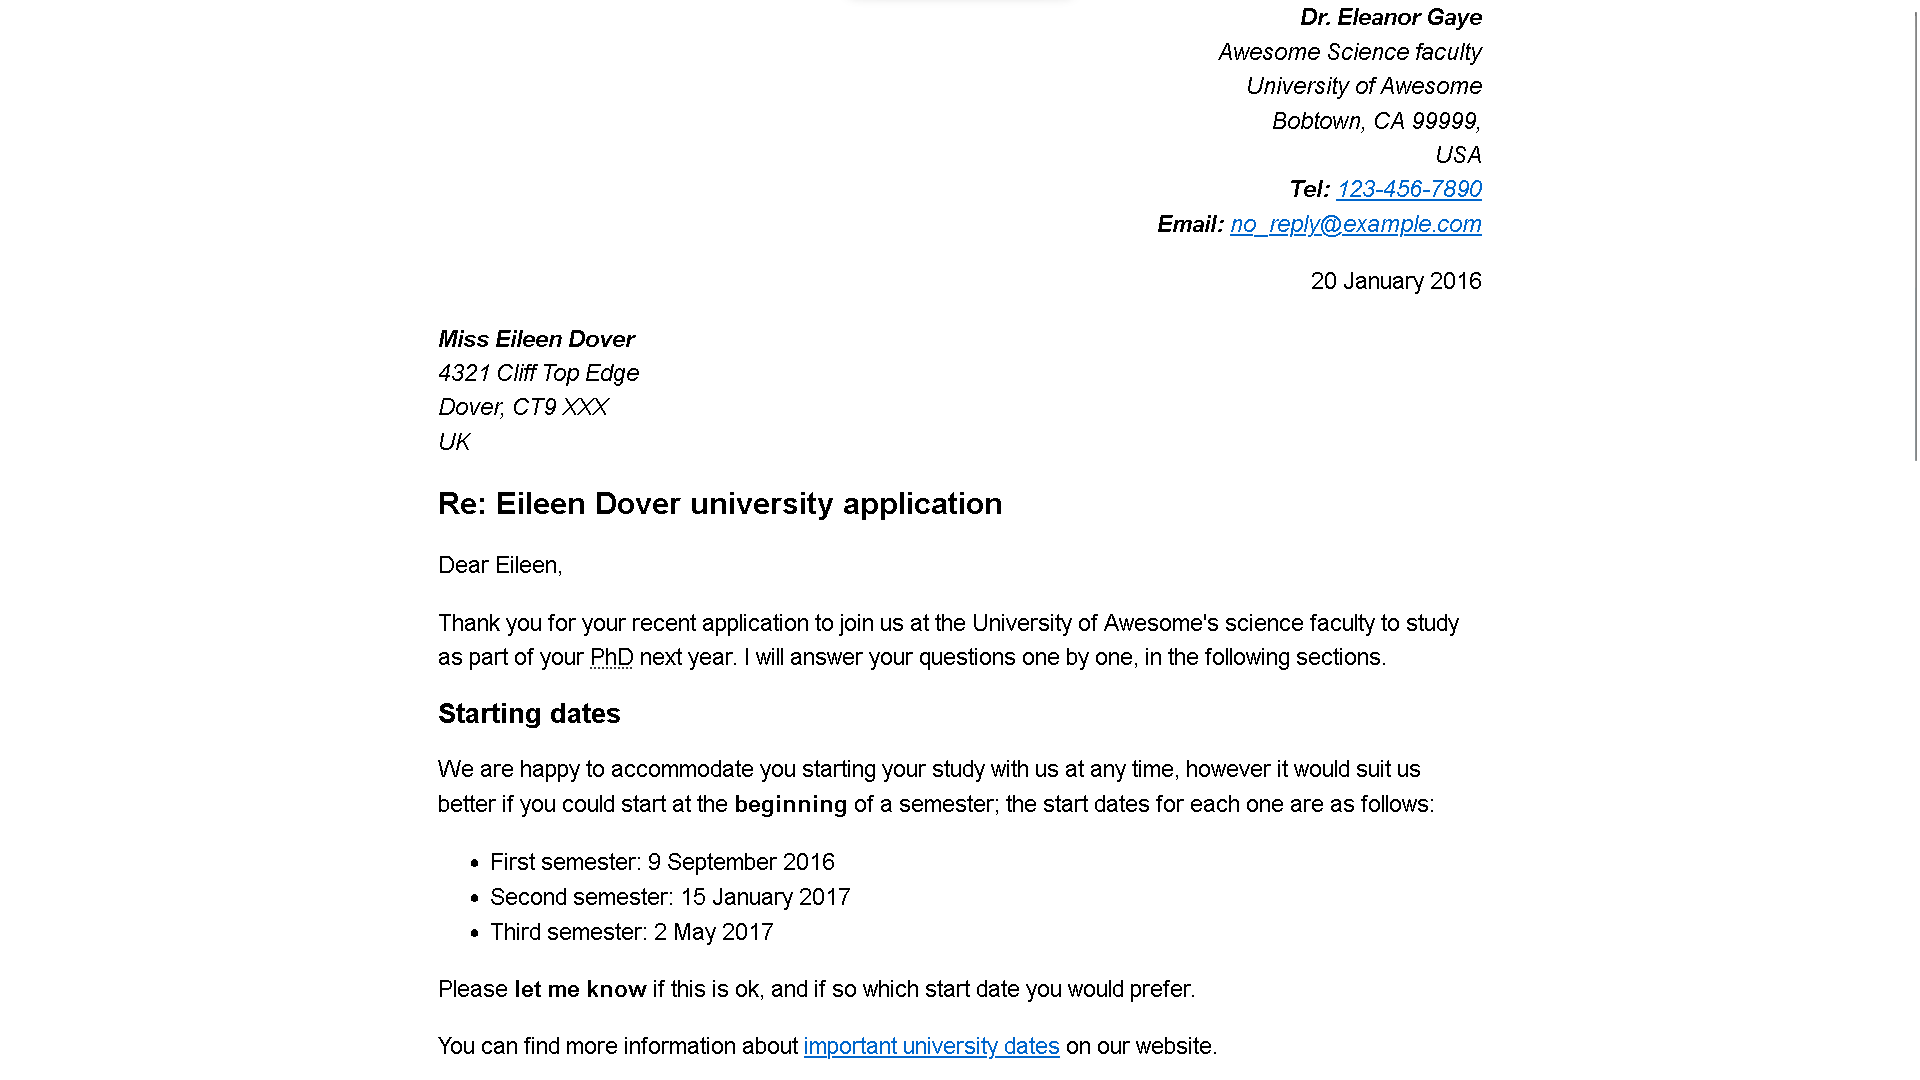 Dr. Eleanor Gaye
Awesome Science faculty
University of Awesome
Bobtown, CA 99999,
USA
Tel: 123-456-7890
Email: no_reply@example.com
20 January 2016
Miss Eileen Dover
4321 Cliff Top Edge
Dover, CT9 XXX
UK
Re: Eileen Dover university application
Dear Eileen,
Thank you for your recent application to join us at the University of Awesome's science faculty to study
as part of your PhD next year. I will answer your questions one by one, in the following sections.
Starting dates
We are happy to accommodate you starting your study with us at any time, however it would suit us
better if you could start at the beginning of a semester; the start dates for each one are as follows:
• First semester: 9 September 2016
• Second semester: 15 January 2017
• Third semester: 2 May 2017
Please let me know if this is ok, and if so which start date you would prefer.
You can find more information about important university dates on our website.